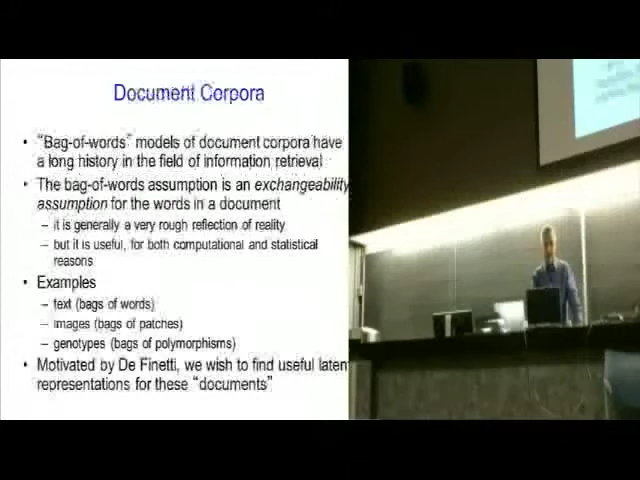 Document Corpora
• “Bag-of-words” models of document corpora have
a long history in the field of information retrieval
• The bag-of-words assumption is an exchangeability
assumption for the words in a document
– it is generally a very rough reflection of reality
– but it is useful, for both computational and statistical
reasons
• Examples
– text (bags of words)
– images (bags of patches)
– genotypes (bags of polymorphisms)
• Motivated by De Finetti, we wish to find useful laten
representations for these “documents”